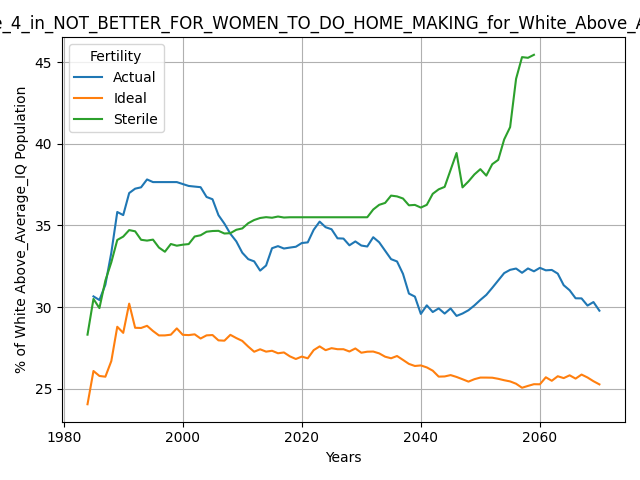 e_4_in_NOT_BETTER_FOR_WOMEN_TO_DO_HOME_MAKING_for_White_Above_A
Fertility
Actual
Ideal
Sterile
% of White Above_Average_IQ Population
45
40
35
30
25
1980 2000 2020 2040 2060
Years